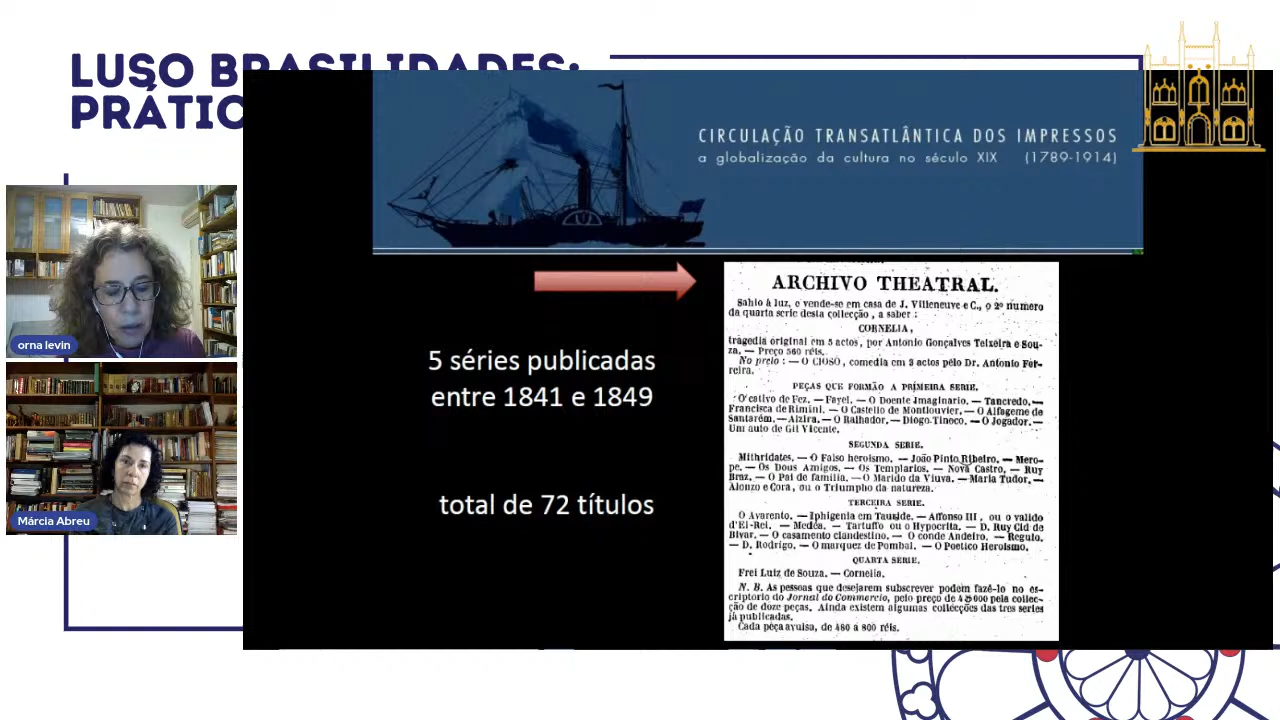 LUSO BRASILIDADES:
PRÁTIC
CIRCULAÇÃO TRANSATLÂNTICA DOS IMPRESSOS
a globalização da cultura no século XIX (1789-1914)
orna levin
Márcia Abreu
5 séries publicadas
entre 1841 e 1849
total de 72 títulos
ARCHIVO THEATRAL.
Sahio á luz, e vende-se em casa de J. Villeneuve e C., o 2º numero
da quarta serie desta collecção, a saber :
CORNELIA,
tragedia original em 5 actos, por Antonio Gonçalves Teixeira e Sou-
za. — Preço 560 réis.
No prelo : — O CIOSO, comedia em 3 actos pelo Dr. Antonio Fer-
reira.
PEÇAS QUE FORMÃO A PRIMEIRA SERIE.
O cativo de Fez. — Fayel. — O Doente Imaginario. — Tancredo. —
Francisca de Rimini. — O Castello de Montlouvier. — O Alfageme de
Santarém. — Alzira. — O Ralhador. — Diogo Tinoco. — O Jogador. —
Um auto de Gil Vicente.
SEGUNDA SERIE.
Mithridates. — O Falso heroismo. — João Pinto Ribeiro. — Mero-
pe. — Os Dous Amigos. — Os Templarios. — Nova Castro. — Ruy
Braz. — O Pai de familia. — O Marido da Viuva. — Maria Tudor. —
Alonzo e Cora, ou o Triumpho da natureza.
TERCEIRA SERIE.
O Avarento. — Iphigenia em Tauride. — Affonso III, ou o valido
d'El-Rei. — Medéa. — Tartuffo ou o Hypocrita. — D. Ruy Cid de
Bivar. — O casamento clandestino. — O conde Andeiro. — Regulo.
— D. Rodrigo. — O marquez de Pombal. — O Poetico Heroismo.
QUARTA SERIE.
Frei Luiz de Souza. — Cornelia.
N. B. As pessoas que desejarem subscrever podem fazê-lo no es-
criptorio do Jornal do Commercio, pelo preço de 4$000 pela collec-
ção de doze peças. Ainda existem algumas collecções das tres series
já publicadas.
Cada peça avulsa, de 480 a 800 réis.